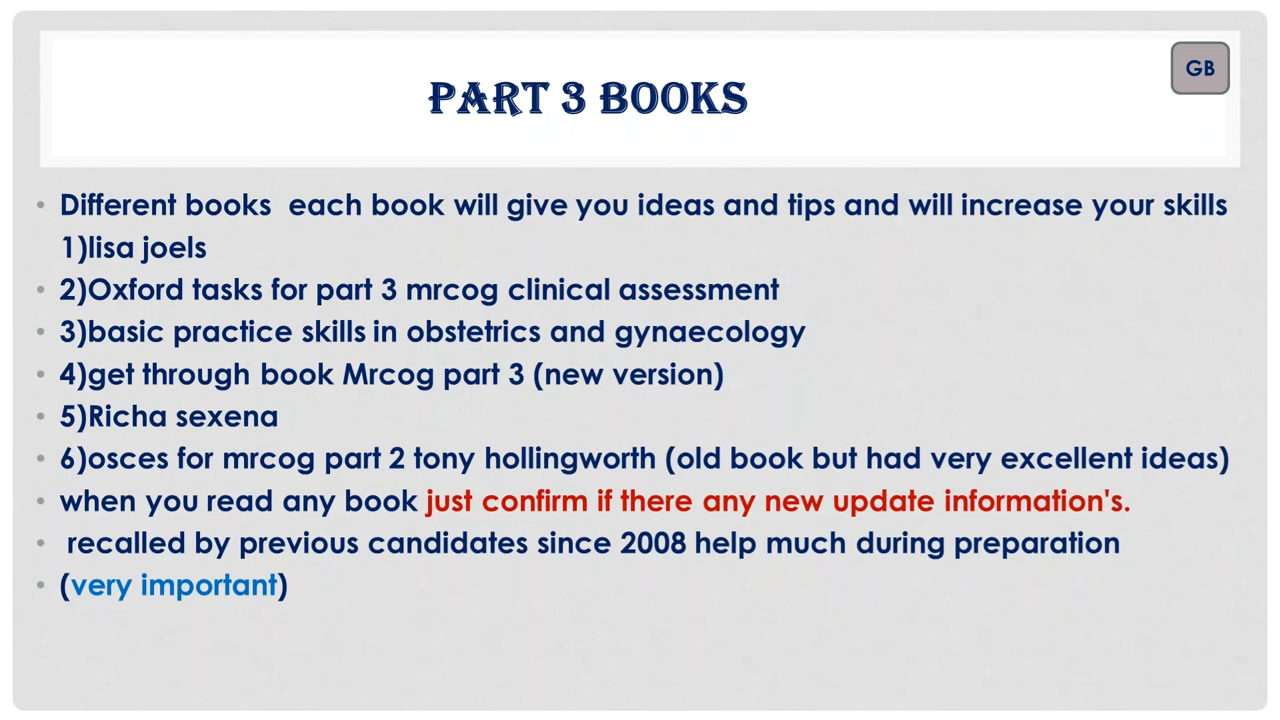 PART 3 BOOKS
GB
• Different books  each book will give you ideas and tips and will increase your skills
1)lisa joels
• 2)Oxford tasks for part 3 mrcog clinical assessment
• 3)basic practice skills in obstetrics and gynaecology
• 4)get through book Mrcog part 3 (new version)
• 5)Richa sexena
• 6)osces for mrcog part 2 tony hollingworth (old book but had very excellent ideas)
• when you read any book just confirm if there any new update information's.
• recalled by previous candidates since 2008 help much during preparation
• (very important)